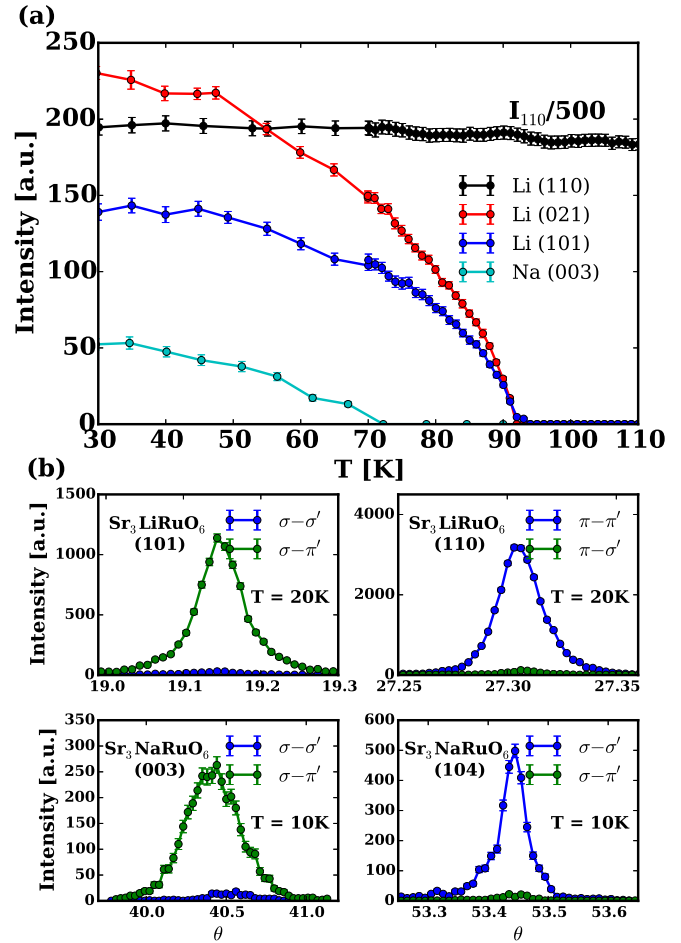 (a)
250
200
150
100
50
0
Intensity [a.u.]
I₁₁₀/500
Li (110)
Li (021)
Li (101)
Na (003)
30 40 50 60 70 80 90 100 110
T [K]
(b)
1500
1000
500
0
Intensity [a.u.]
Sr₃LiRuO₆
(101)
σ−σ′
σ−π′
T = 20K
19.0 19.1 19.2 19.3
4000
2000
0
Sr₃LiRuO₆
(110)
π−π′
π−σ′
T = 20K
27.25 27.30 27.35
350
300
250
200
150
100
50
0
Intensity [a.u.]
Sr₃NaRuO₆
(003)
σ−σ′
σ−π′
T = 10K
40.0 40.5 41.0
θ
600
500
400
300
200
100
0
Sr₃NaRuO₆
(104)
σ−σ′
σ−π′
T = 10K
53.3 53.4 53.5 53.6
θ